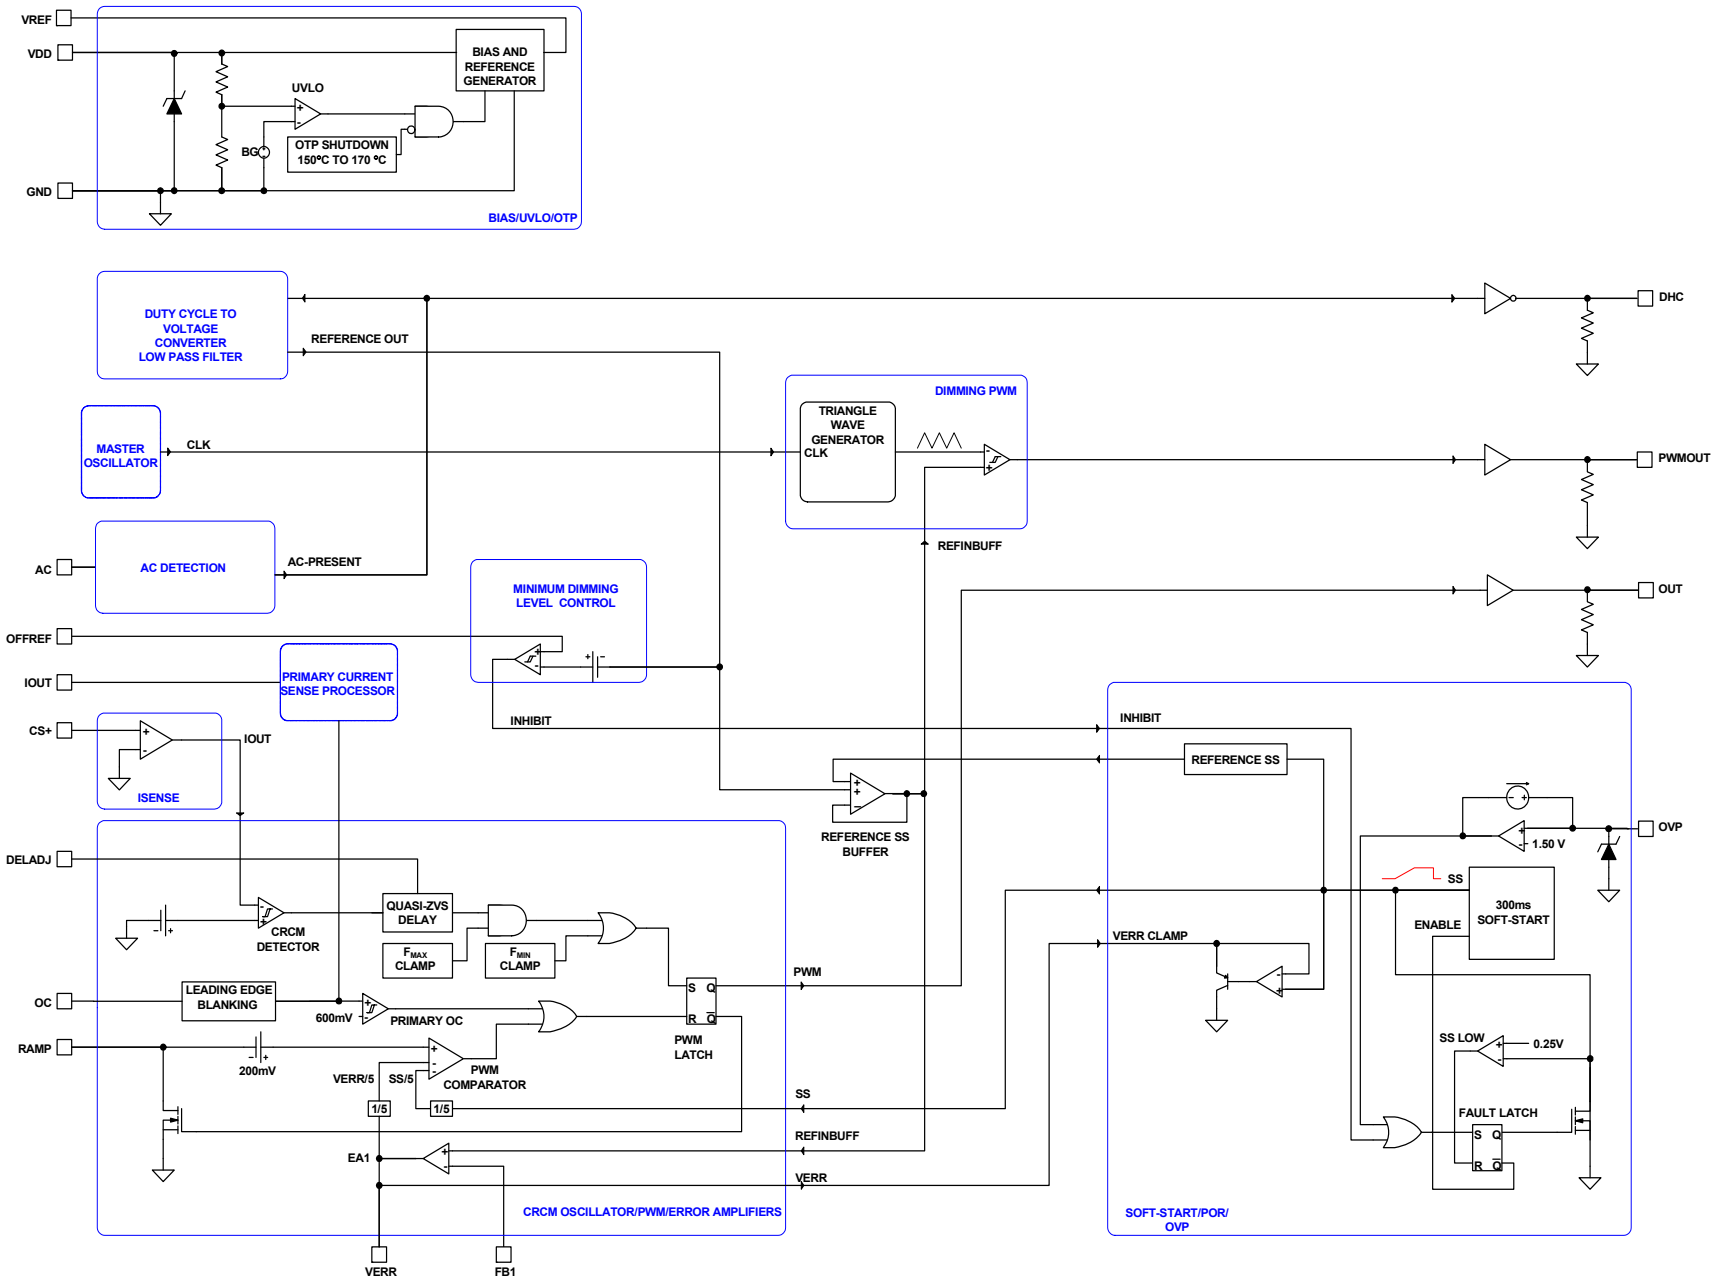 VREF
VDD
BIAS AND
REFERENCE
GENERATOR
UVLO
+
-
BG
OTP SHUTDOWN
150ºC TO 170 ºC
GND
BIAS/UVLO/OTP
DUTY CYCLE TO
VOLTAGE
CONVERTER
LOW PASS FILTER
REFERENCE OUT
DHC
DIMMING PWM
TRIANGLE
WAVE
GENERATOR
CLK
MASTER
OSCILLATOR
CLK
-
+
PWMOUT
REFINBUFF
AC
AC DETECTION
AC-PRESENT
MINIMUM DIMMING
LEVEL CONTROL
OUT
OFFREF
+
-
+ -
IOUT
PRIMARY CURRENT
SENSE PROCESSOR
CS+
+
-
IOUT
ISENSE
INHIBIT
INHIBIT
REFERENCE SS
+
+
-
REFERENCE SS
BUFFER
- +
+
-
1.50 V
OVP
DELADJ
QUASI-ZVS
DELAY
-
+
- +
CRCM
DETECTOR
FMAX
CLAMP
FMIN
CLAMP
SS
300ms
SOFT-START
ENABLE
VERR CLAMP
-
+
PWM
S Q
R Q
PWM
LATCH
OC
LEADING EDGE
BLANKING
+
-
600mV
PRIMARY OC
RAMP
- +
200mV
+
-
-
PWM
COMPARATOR
VERR/5
SS/5
1/5
1/5
SS
SS LOW
+
-
0.25V
FAULT LATCH
S Q
R Q
EA1
+
-
REFINBUFF
VERR
CRCM OSCILLATOR/PWM/ERROR AMPLIFIERS
SOFT-START/POR/
OVP
VERR
FB1